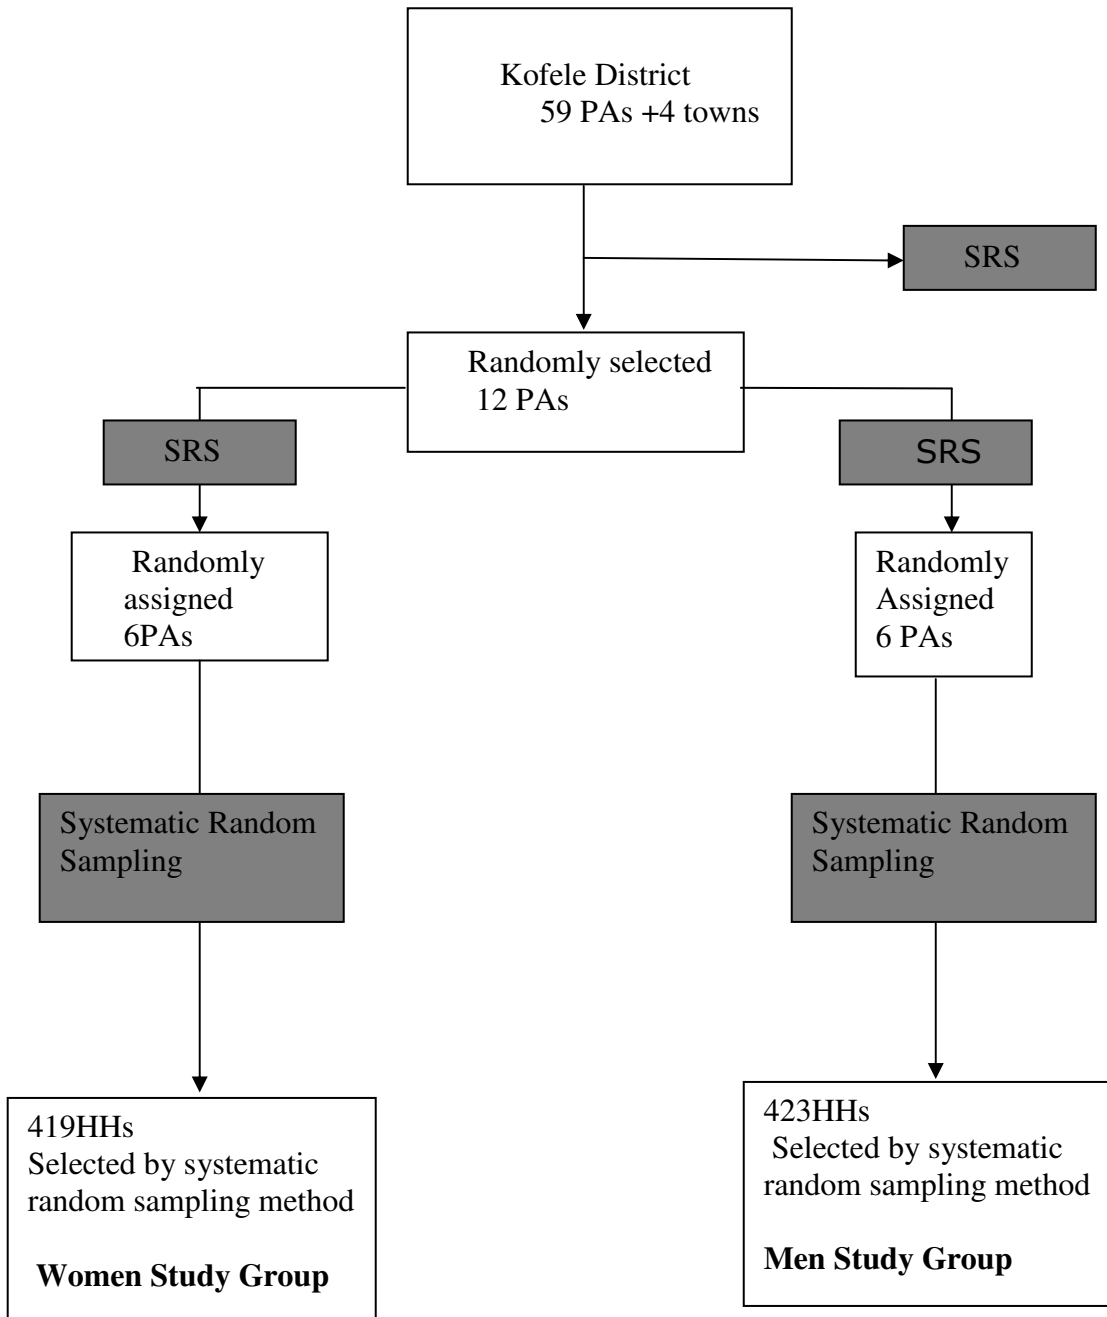 Kofele District
59 PAs +4 towns
SRS
Randomly selected
12 PAs
SRS
SRS
Randomly
assigned
6PAs
Randomly
Assigned
6 PAs
Systematic Random
Sampling
Systematic Random
Sampling
419HHs
Selected by systematic
random sampling method
Women Study Group
423HHs
Selected by systematic
random sampling method
Men Study Group